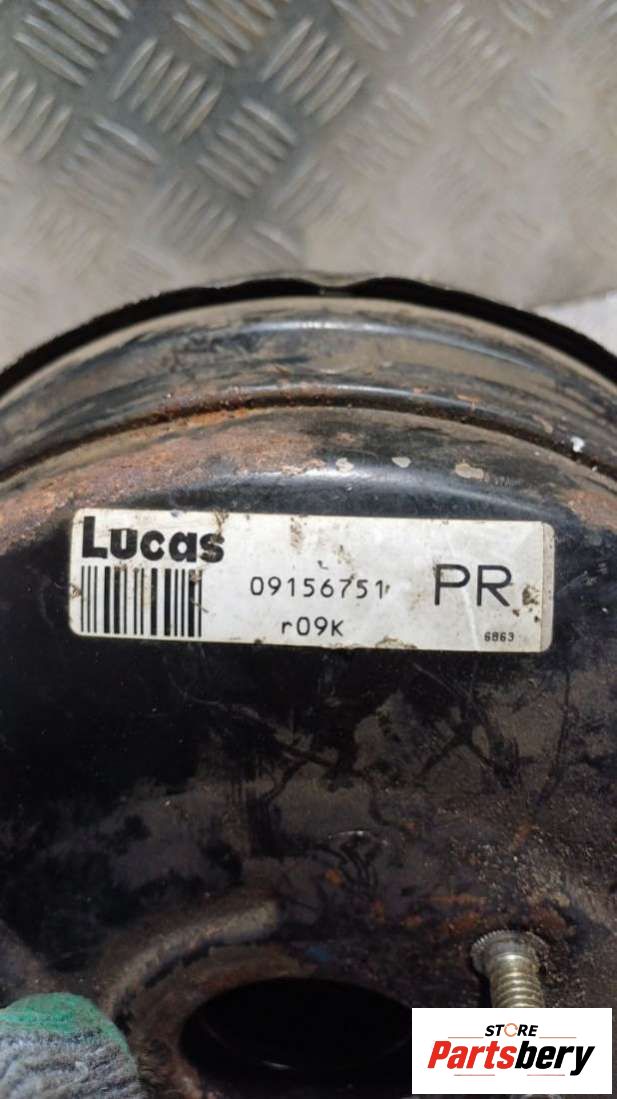 Lucas
09156751 PR
r09K
6863
STORE
Partsbery